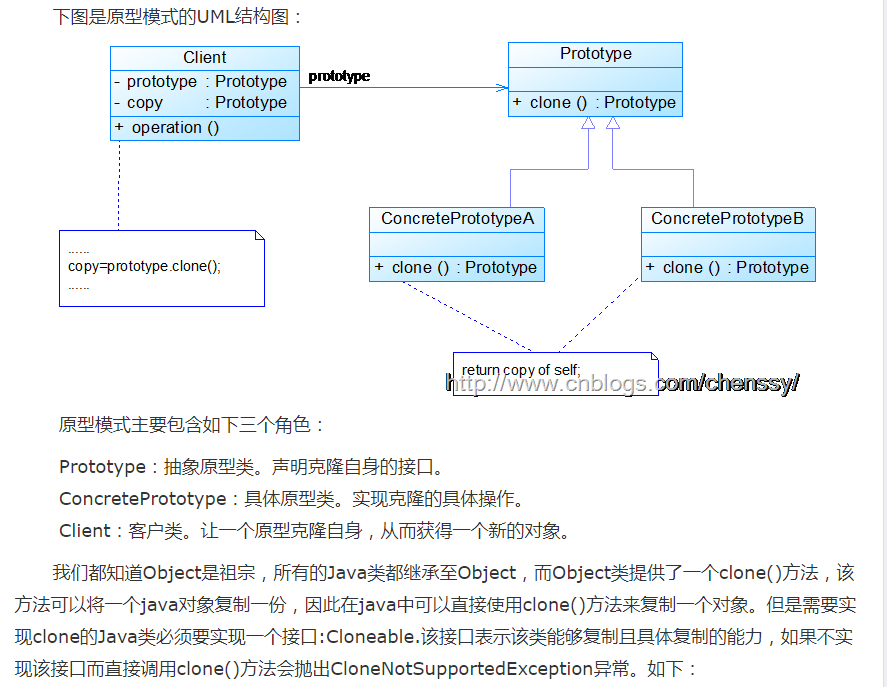 下图是原型模式的UML结构图：
Client
- prototype : Prototype
- copy : Prototype
+ operation ()
prototype
Prototype
+ clone () : Prototype
ConcretePrototypeA
+ clone () : Prototype
ConcretePrototypeB
+ clone () : Prototype
......
copy=prototype.clone();
......
return copy of self;
http://www.cnblogs.com/chenssy/
原型模式主要包含如下三个角色：
Prototype：抽象原型类。声明克隆自身的接口。
ConcretePrototype：具体原型类。实现克隆的具体操作。
Client：客户类。让一个原型克隆自身，从而获得一个新的对象。
我们都知道Object是祖宗，所有的Java类都继承至Object，而Object类提供了一个clone()方法，该
方法可以将一个java对象复制一份，因此在java中可以直接使用clone()方法来复制一个对象。但是需要实
现clone的Java类必须要实现一个接口:Cloneable.该接口表示该类能够复制且具体复制的能力，如果不实
现该接口而直接调用clone()方法会抛出CloneNotSupportedException异常。如下：